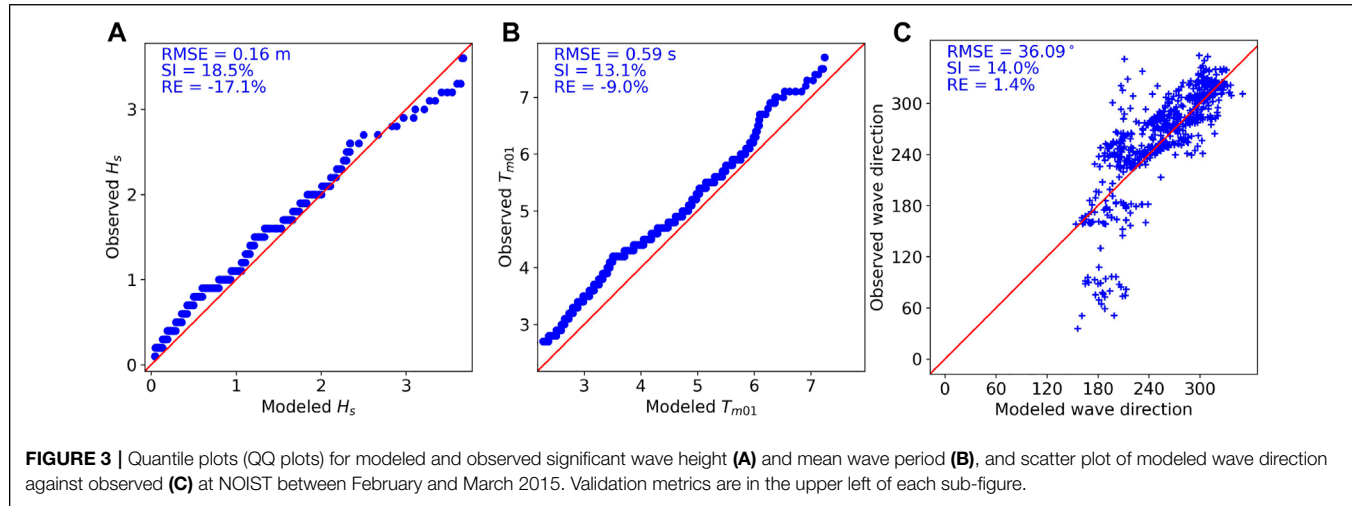 A
RMSE = 0.16 m
SI = 18.5%
RE = -17.1%
Observed Hs
3
2
1
0
0 1 2 3
Modeled Hs
B
RMSE = 0.59 s
SI = 13.1%
RE = -9.0%
Observed Tm01
7
6
5
4
3
3 4 5 6 7
Modeled Tm01
C
RMSE = 36.09°
SI = 14.0%
RE = 1.4%
Observed wave direction
300
240
180
120
60
0
0 60 120 180 240 300
Modeled wave direction
FIGURE 3 | Quantile plots (QQ plots) for modeled and observed significant wave height (A) and mean wave period (B), and scatter plot of modeled wave direction
against observed (C) at NOIST between February and March 2015. Validation metrics are in the upper left of each sub-figure.